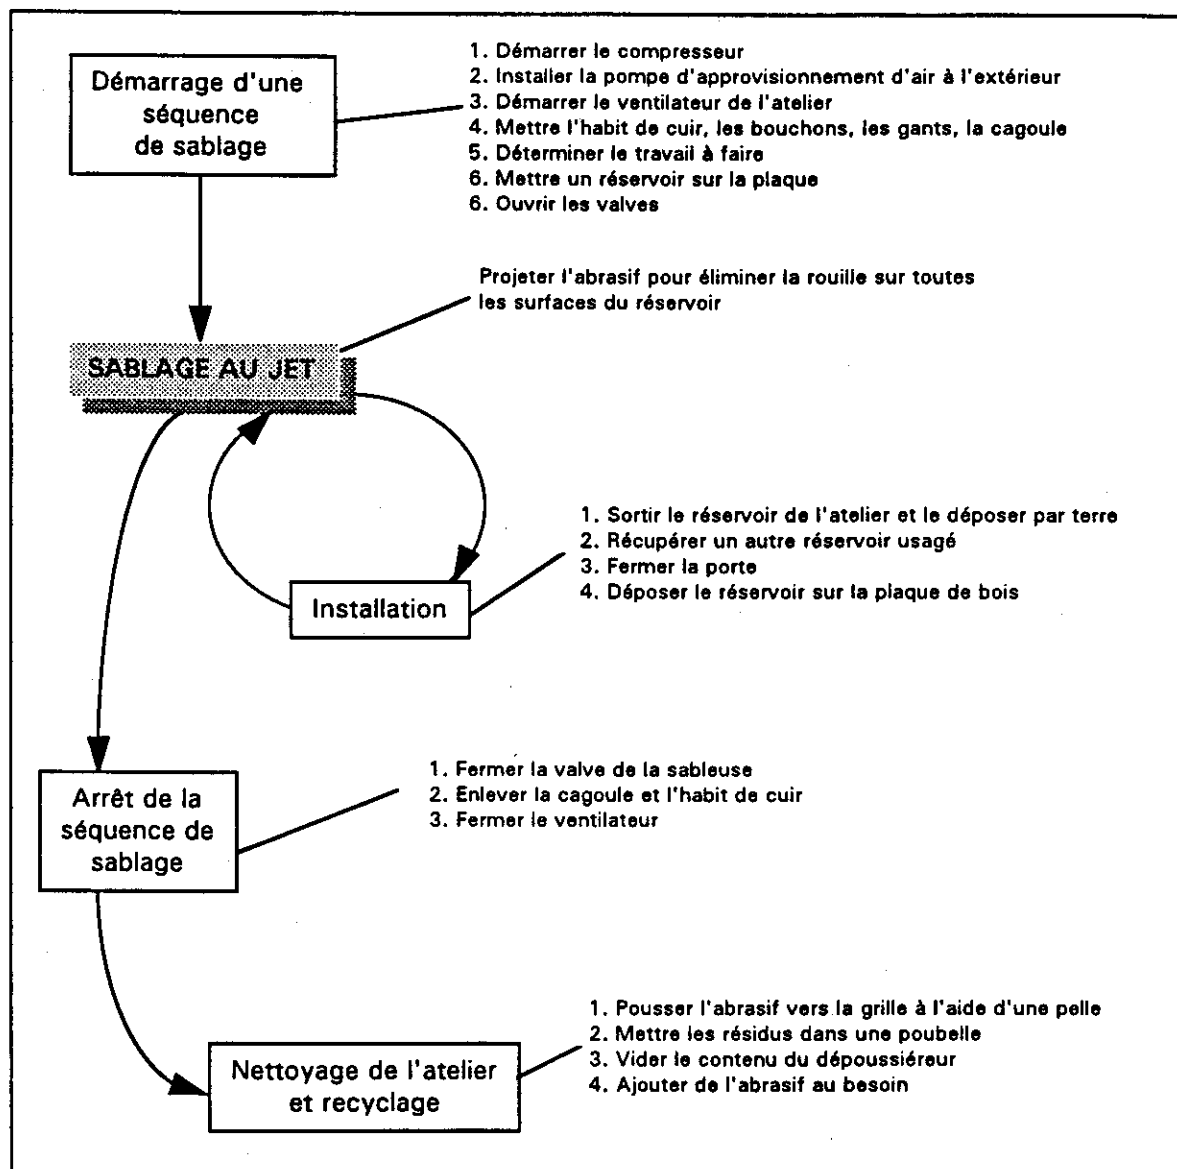 Démarrage d'une
séquence
de sablage
1. Démarrer le compresseur
2. Installer la pompe d'approvisionnement d'air à l'extérieur
3. Démarrer le ventilateur de l'atelier
4. Mettre l'habit de cuir, les bouchons, les gants, la cagoule
5. Déterminer le travail à faire
6. Mettre un réservoir sur la plaque
6. Ouvrir les valves
Projeter l'abrasif pour éliminer la rouille sur toutes
les surfaces du réservoir
SABLAGE AU JET
1. Sortir le réservoir de l'atelier et le déposer par terre
2. Récupérer un autre réservoir usagé
3. Fermer la porte
4. Déposer le réservoir sur la plaque de bois
Installation
1. Fermer la valve de la sableuse
2. Enlever la cagoule et l'habit de cuir
3. Fermer le ventilateur
Arrêt de la
séquence de
sablage
1. Pousser l'abrasif vers la grille à l'aide d'une pelle
2. Mettre les résidus dans une poubelle
3. Vider le contenu du dépoussiéreur
4. Ajouter de l'abrasif au besoin
Nettoyage de l'atelier
et recyclage